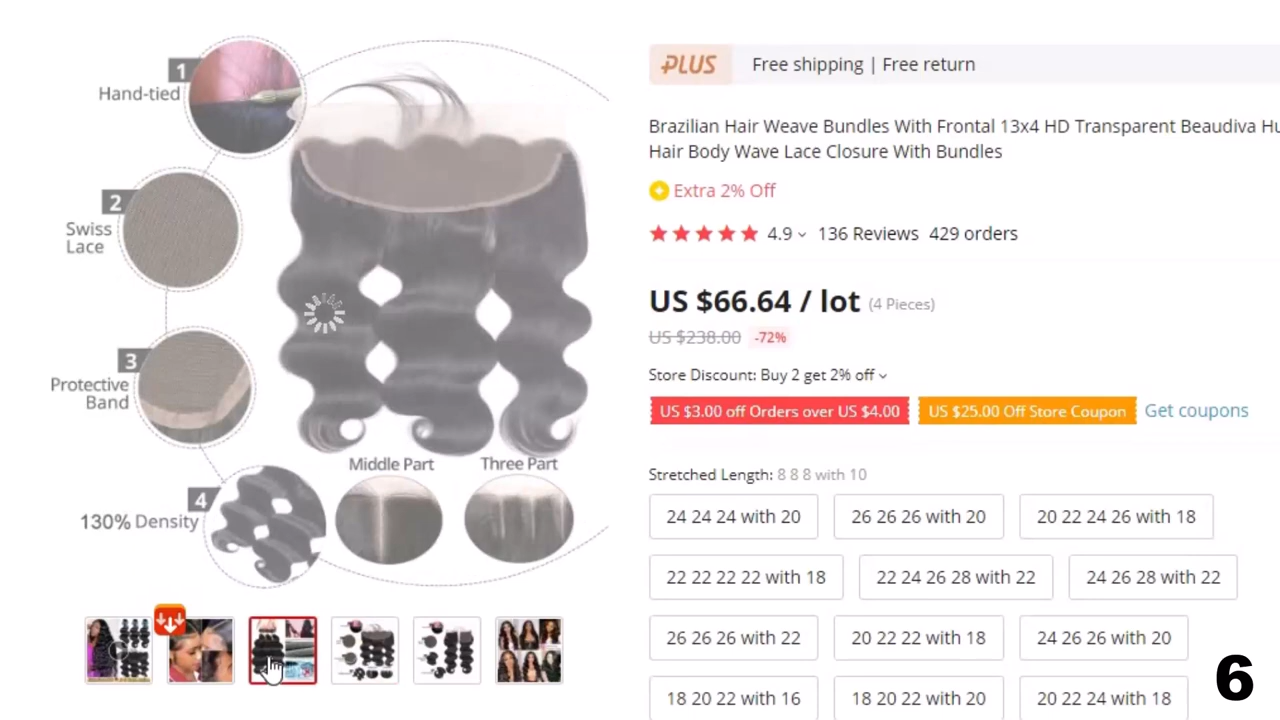 1
Hand-tied
2
Swiss
Lace
3
Protective
Band
4
130% Density
Middle Part
Three Part
PLUS
Free shipping | Free return
Brazilian Hair Weave Bundles With Frontal 13x4 HD Transparent Beaudiva
Hair Body Wave Lace Closure With Bundles
Extra 2% Off
4.9 136 Reviews 429 orders
US $66.64 / lot (4 Pieces)
US $238.00 -72%
Store Discount: Buy 2 get 2% off
US $3.00 off Orders over US $4.00 US $25.00 Off Store Coupon Get coupons
Stretched Length: 8 8 8 with 10
24 24 24 with 20 26 26 26 with 20 20 22 24 26 with 18
22 22 22 22 with 18 22 24 26 28 with 22 24 26 28 with 22
26 26 26 with 22 20 22 22 with 18 24 26 26 with 20
18 20 22 with 16 18 20 22 with 20 20 22 24 with 18
6